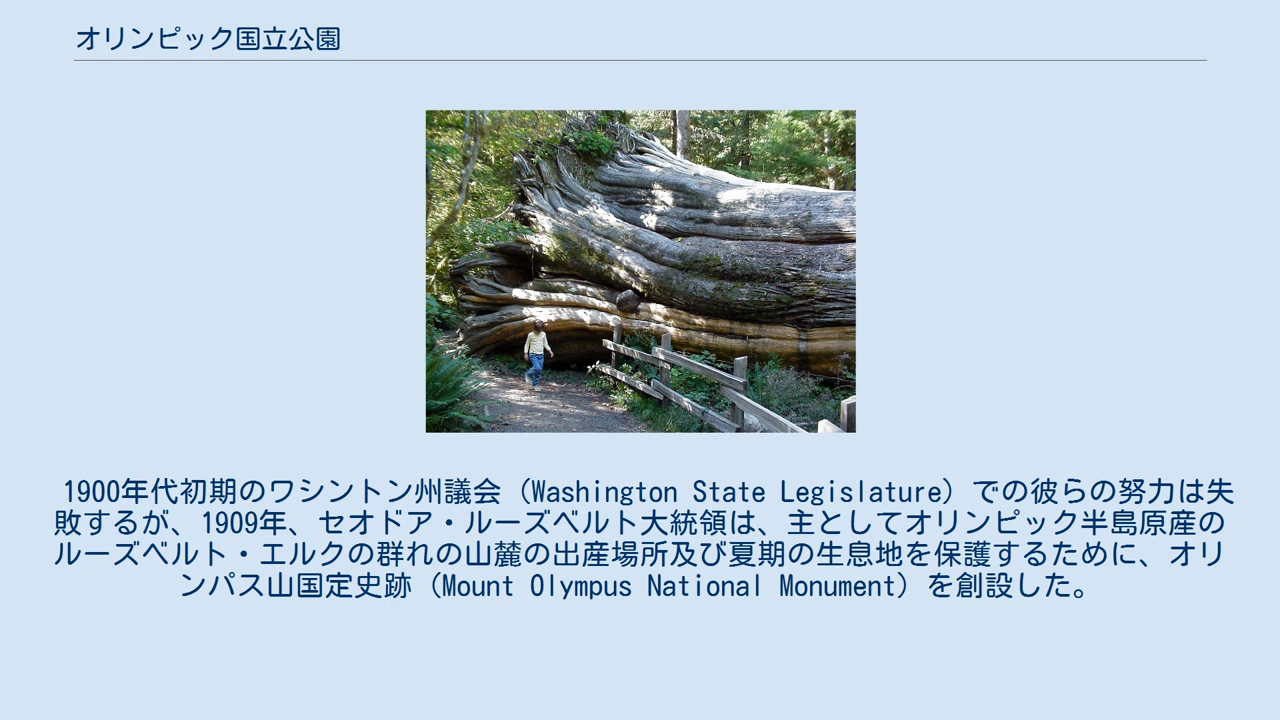 オリンピック国立公園
1900年代初期のワシントン州議会（Washington State Legislature）での彼らの努力は失
敗するが、1909年、セオドア・ルーズベルト大統領は、主としてオリンピック半島原産の
ルーズベルト・エルクの群れの山麓の出産場所及び夏期の生息地を保護するために、オリ
ンパス山国定史跡（Mount Olympus National Monument）を創設した。